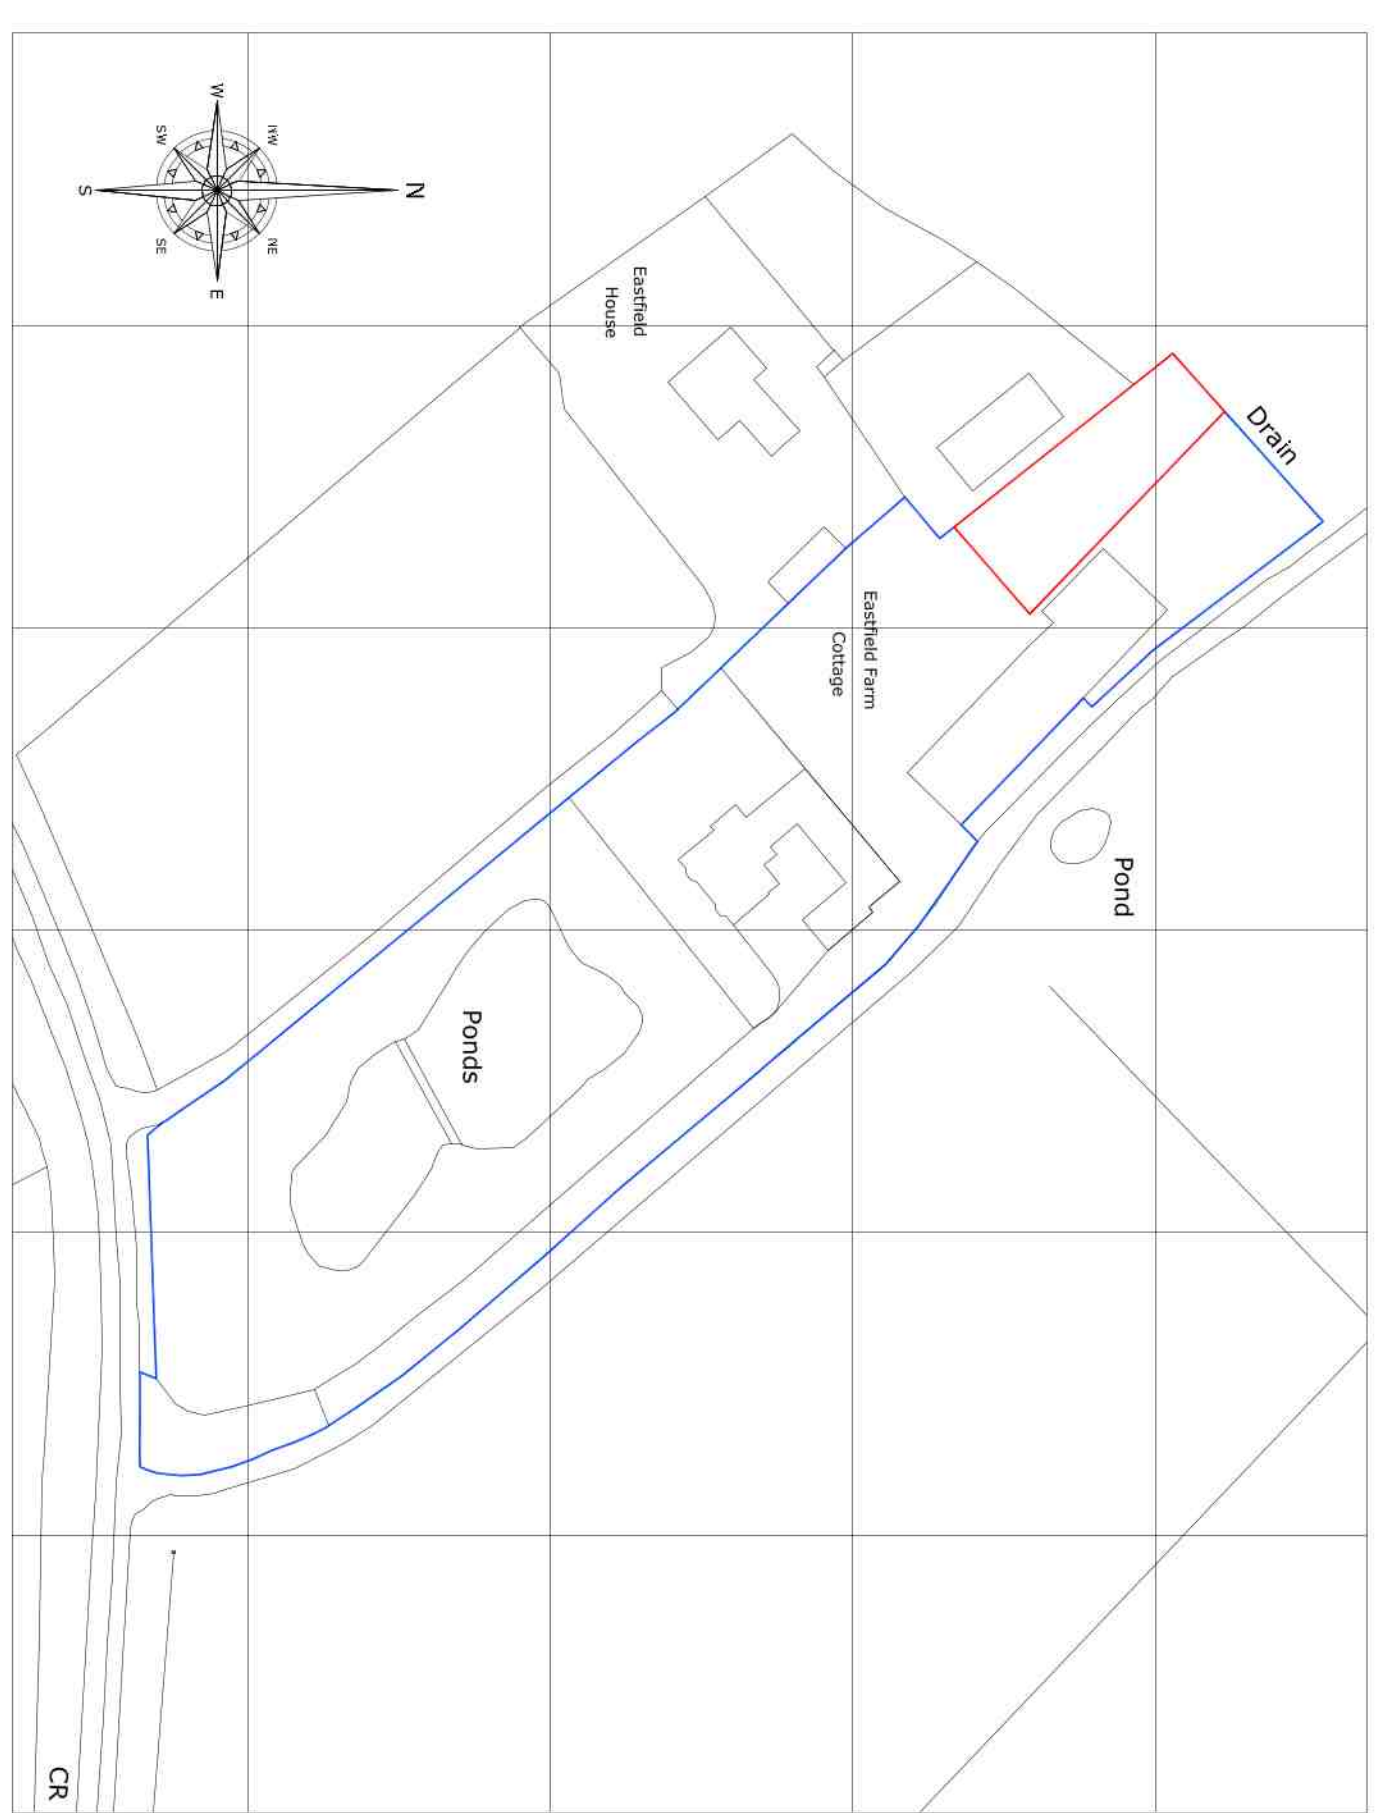 W
NW
SW
N
S
NE
SE
E
Eastfield
House
Drain
Eastfield Farm
Cottage
Pond
Ponds
CR